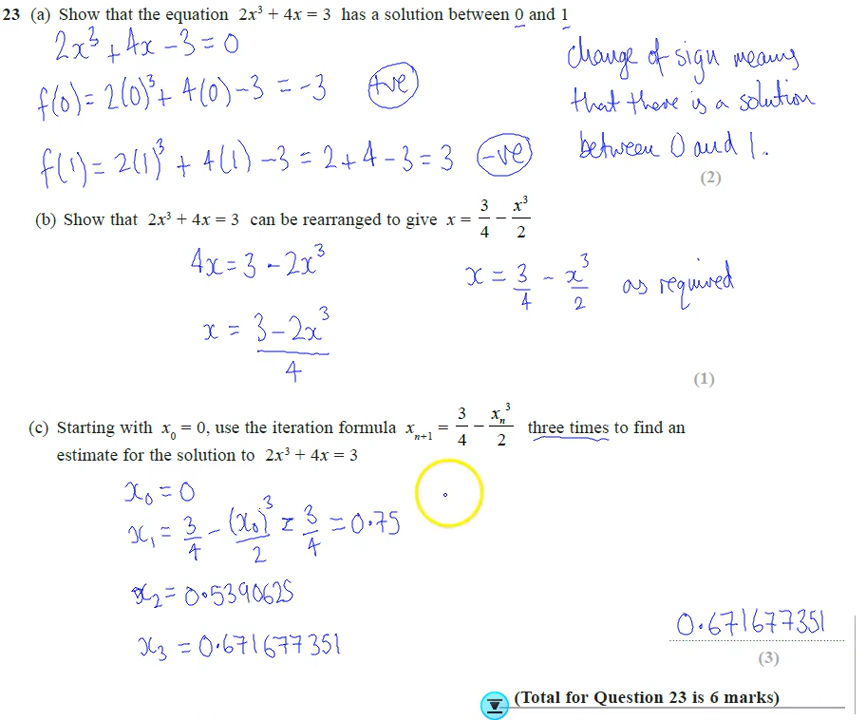 23 (a) Show that the equation 2x³ + 4x = 3 has a solution between 0 and 1
2x³ + 4x − 3 = 0
f(0) = 2(0)³ + 4(0) − 3 = −3 +ve
f(1) = 2(1)³ + 4(1) − 3 = 2 + 4 − 3 = 3 −ve
change of sign means
that there is a solution
between 0 and 1.
(2)
(b) Show that 2x³ + 4x = 3 can be rearranged to give x = 3/4 − x³/2
4x = 3 − 2x³
x = (3 − 2x³)/4
x = 3/4 − x³/2 as required
(1)
(c) Starting with x₀ = 0, use the iteration formula xₙ₊₁ = 3/4 − xₙ³/2 three times to find an
estimate for the solution to 2x³ + 4x = 3
x₀ = 0
x₁ = 3/4 − (x₀)³/2 = 3/4 = 0.75
x₂ = 0.5390625
x₃ = 0.671677351
0.671677351
(3)
(Total for Question 23 is 6 marks)